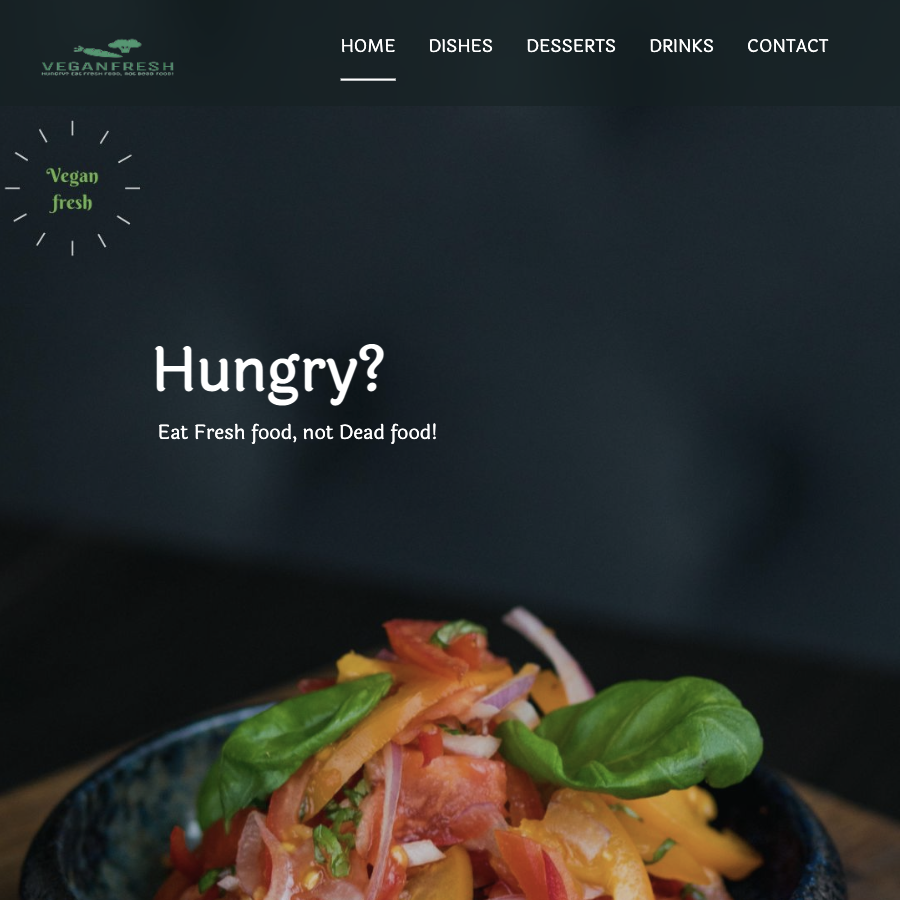 VEGANFRESH
HUNGRY? EAT FRESH FOOD, NOT DEAD FOOD!
HOME DISHES DESSERTS DRINKS CONTACT
Vegan
fresh
Hungry?
Eat Fresh food, not Dead food!